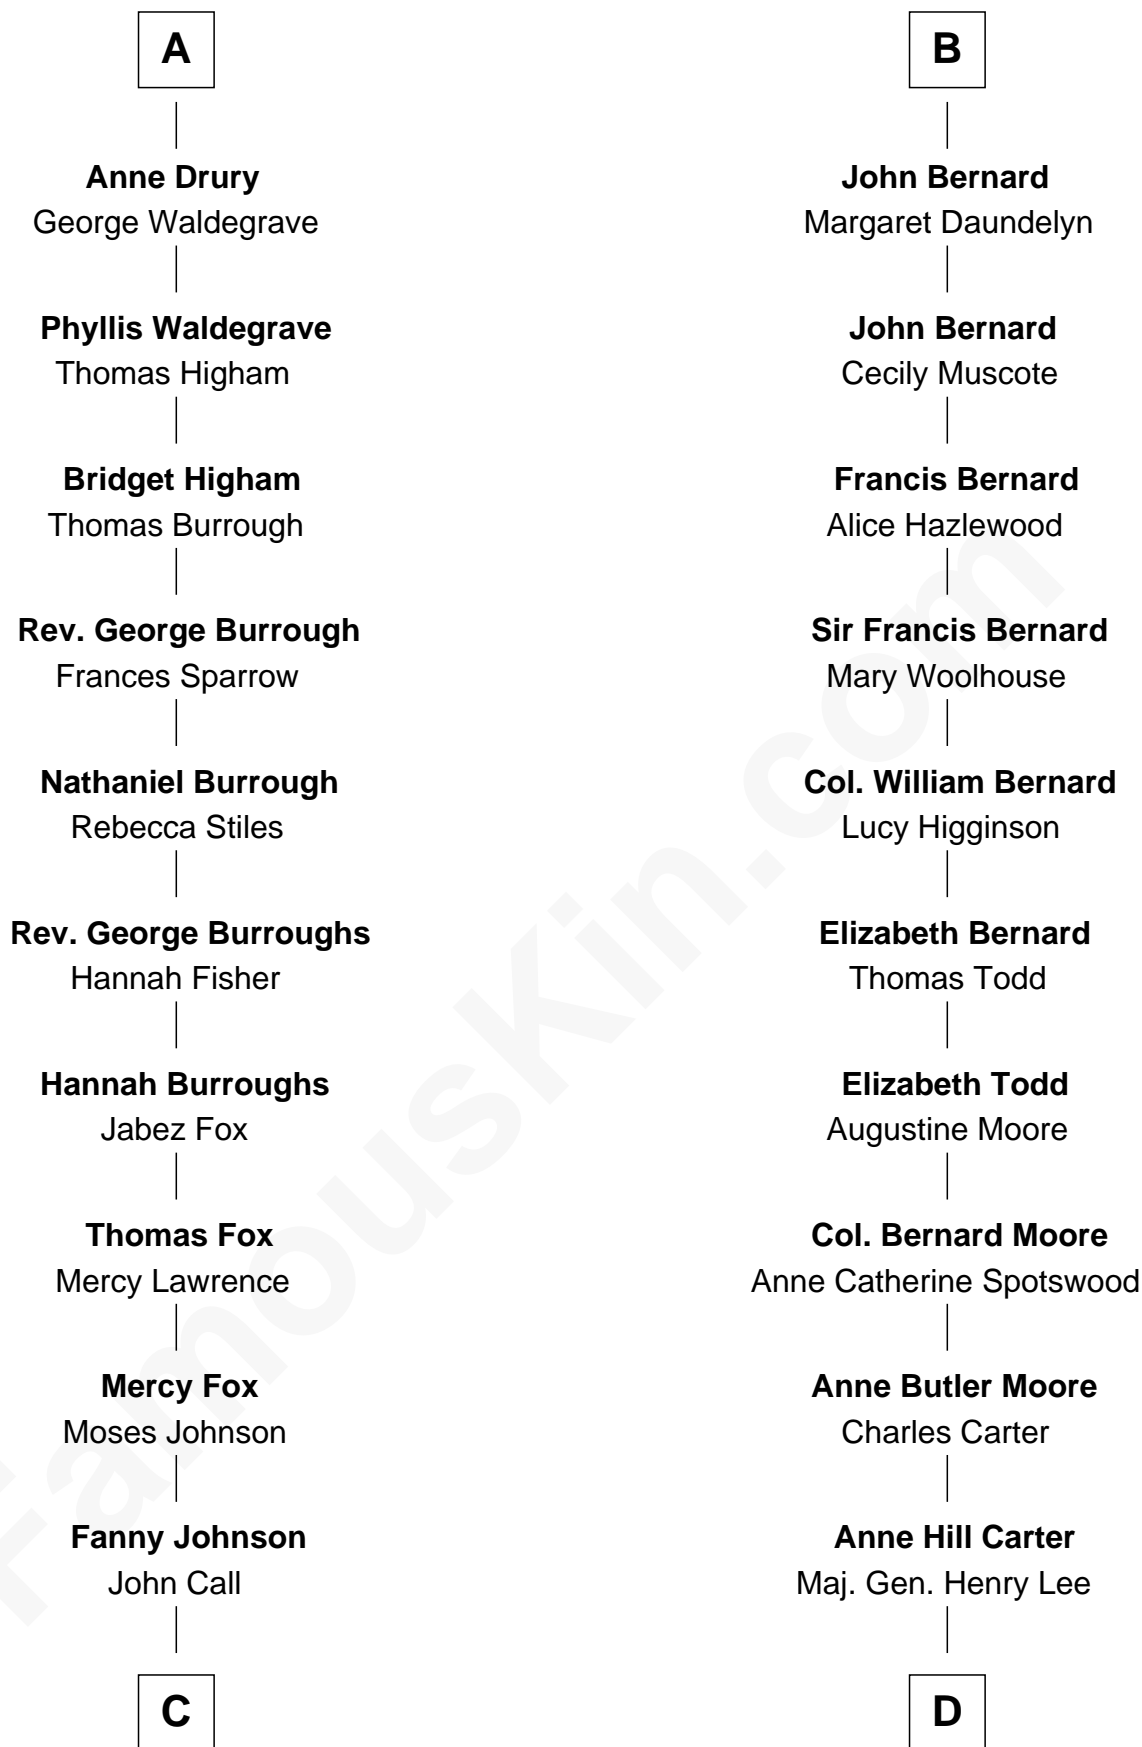 A
Anne Drury
George Waldegrave
Phyllis Waldegrave
Thomas Higham
Bridget Higham
Thomas Burrough
Rev. George Burrough
Frances Sparrow
Nathaniel Burrough
Rebecca Stiles
Rev. George Burroughs
Hannah Fisher
Hannah Burroughs
Jabez Fox
Thomas Fox
Mercy Lawrence
Mercy Fox
Moses Johnson
Fanny Johnson
John Call
C
B
John Bernard
Margaret Daundelyn
John Bernard
Cecily Muscote
Francis Bernard
Alice Hazlewood
Sir Francis Bernard
Mary Woolhouse
Col. William Bernard
Lucy Higginson
Elizabeth Bernard
Thomas Todd
Elizabeth Todd
Augustine Moore
Col. Bernard Moore
Anne Catherine Spotswood
Anne Butler Moore
Charles Carter
Anne Hill Carter
Maj. Gen. Henry Lee
D
FamousKin.com